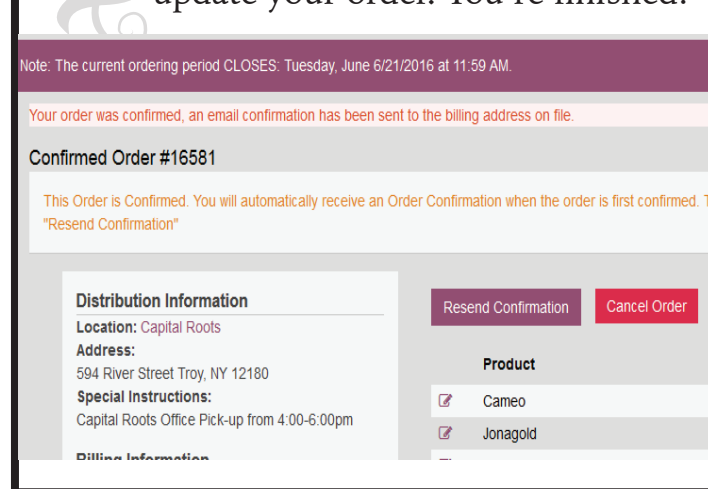 update your order. You're finished!
Note: The current ordering period CLOSES: Tuesday, June 6/21/2016 at 11:59 AM.
Your order was confirmed, an email confirmation has been sent to the billing address on file.
Confirmed Order #16581
This Order is Confirmed. You will automatically receive an Order Confirmation when the order is first confirmed.
"Resend Confirmation"
Distribution Information
Location: Capital Roots
Address:
594 River Street Troy, NY 12180
Special Instructions:
Capital Roots Office Pick-up from 4:00-6:00pm
Billing Information
Resend Confirmation
Cancel Order
Product
Cameo
Jonagold